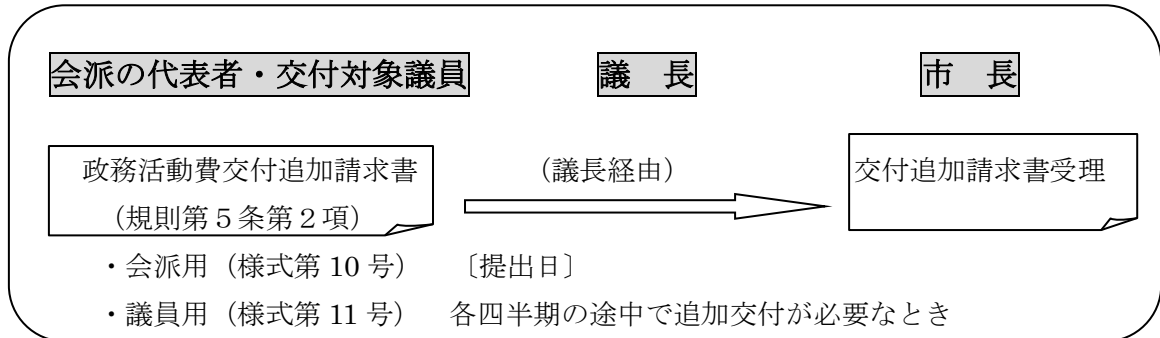 会派の代表者・交付対象議員　議　長　市　長
政務活動費交付追加請求書　（議長経由）　交付追加請求書受理
（規則第５条第２項）
・会派用（様式第 10 号）　〔提出日〕
・議員用（様式第 11 号）　各四半期の途中で追加交付が必要なとき